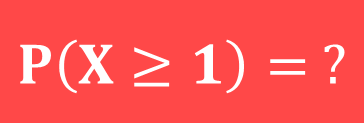 P(X ≥ 1) = ?